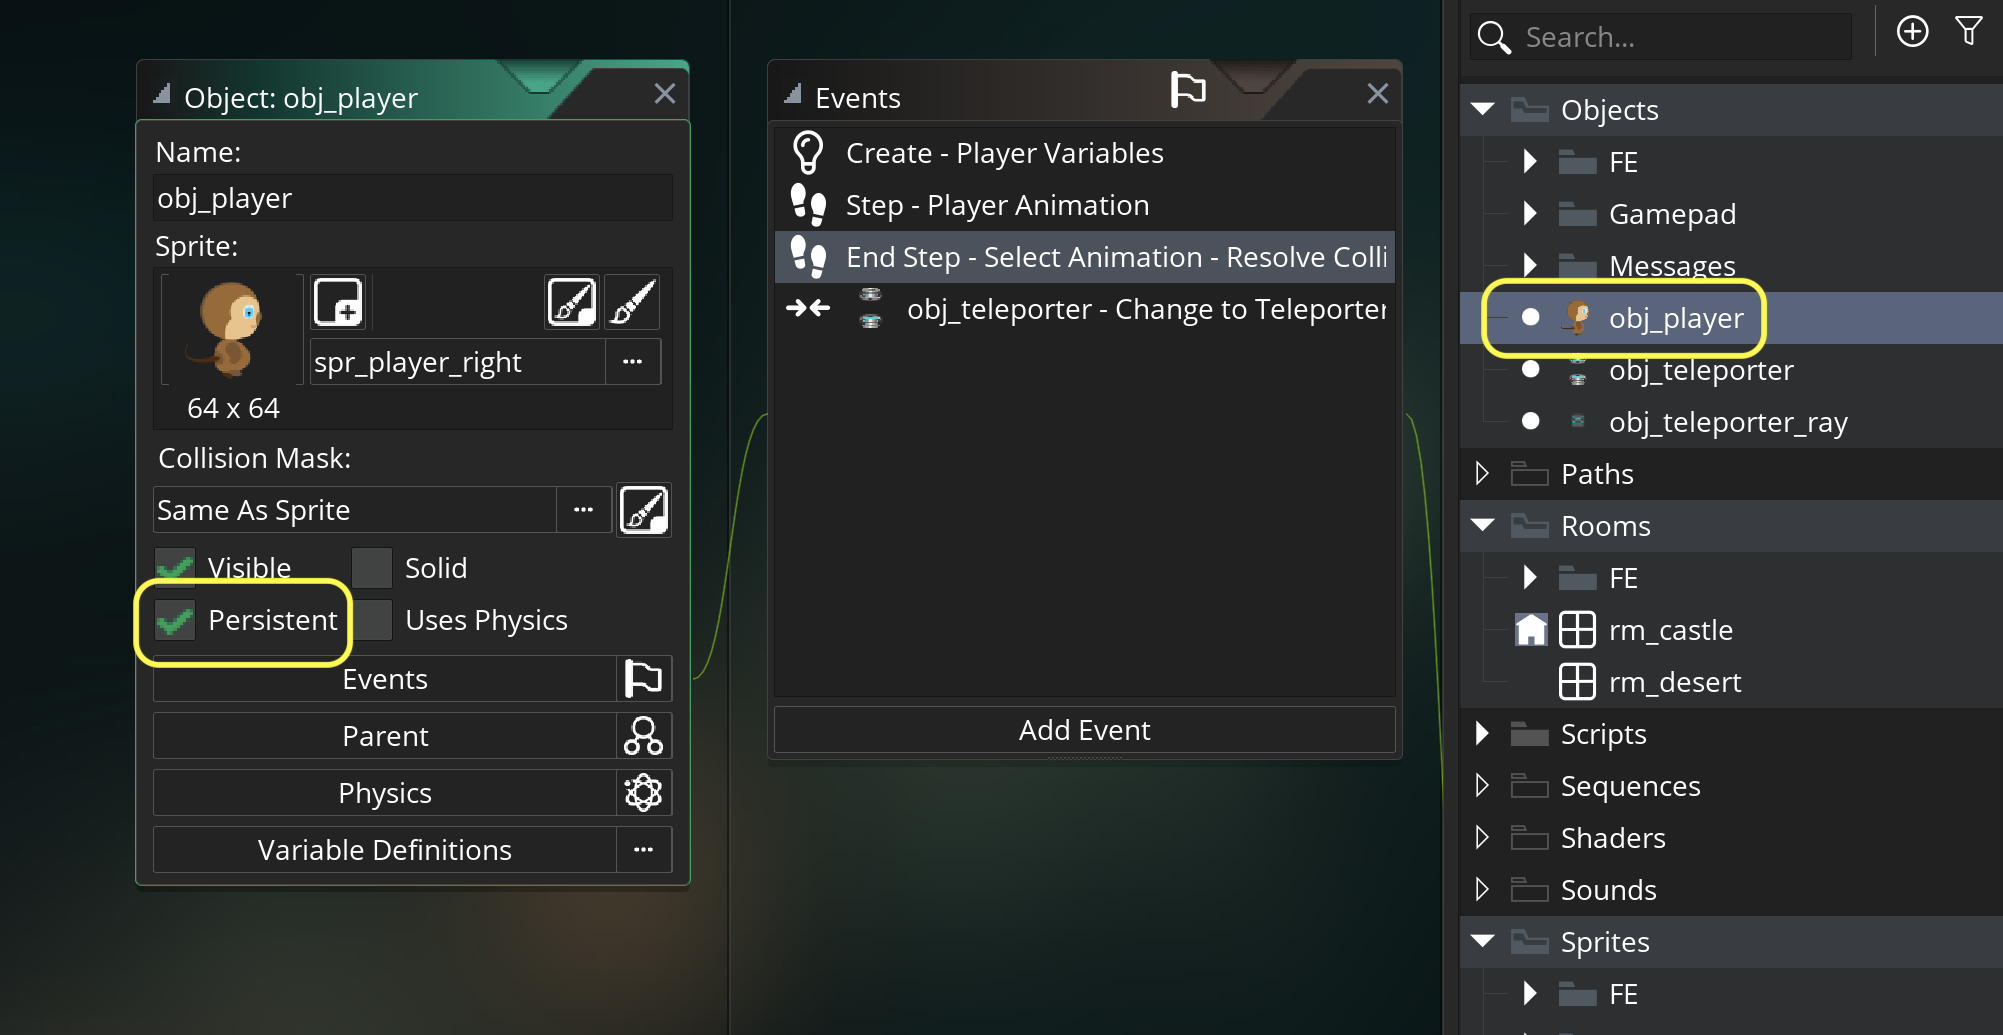 Object: obj_player
Name:
obj_player
Sprite:
spr_player_right
...
64 x 64
Collision Mask:
Same As Sprite
...
Visible
Solid
Persistent
Uses Physics
Events
Parent
Physics
Variable Definitions
...
Events
Create - Player Variables
Step - Player Animation
End Step - Select Animation - Resolve Colli
obj_teleporter - Change to Teleporter
Add Event
Search...
Objects
FE
Gamepad
Messages
obj_player
obj_teleporter
obj_teleporter_ray
Paths
Rooms
FE
rm_castle
rm_desert
Scripts
Sequences
Shaders
Sounds
Sprites
FE